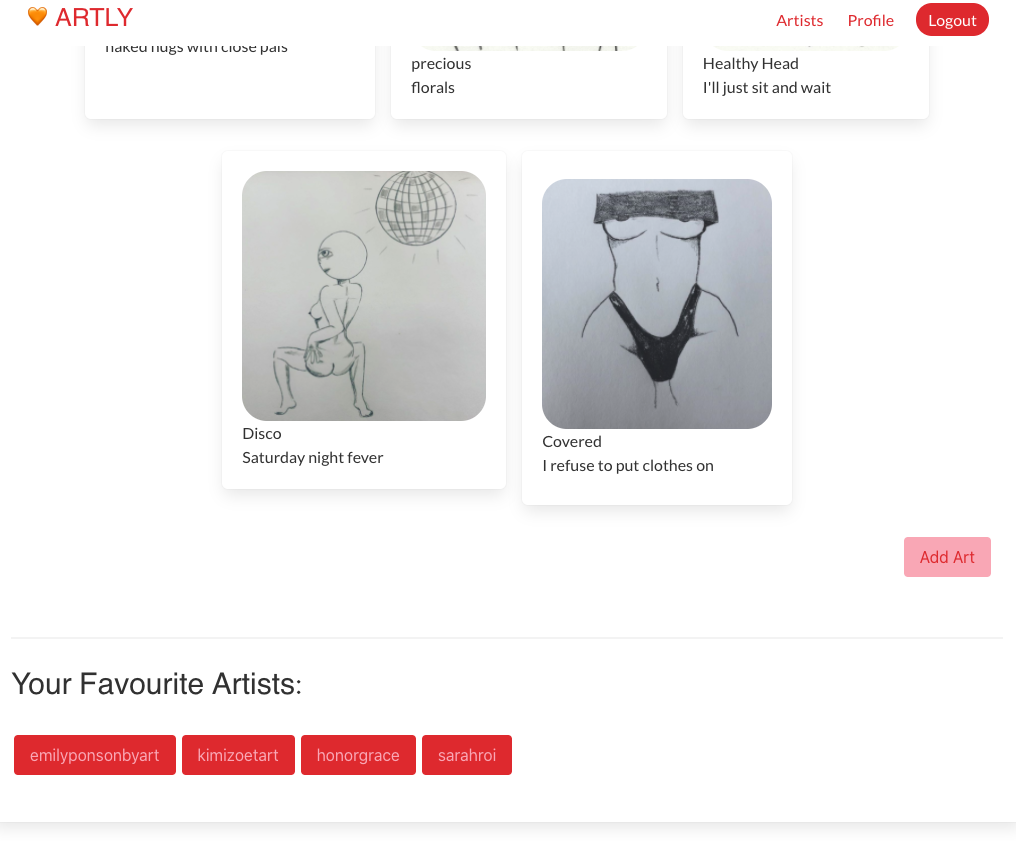 🧡 ARTLY
Artists
Profile
Logout
naked hugs with close pals
precious
florals
Healthy Head
I'll just sit and wait
Disco
Saturday night fever
Covered
I refuse to put clothes on
Add Art
Your Favourite Artists:
emilyponsonbyart
kimizoetart
honorgrace
sarahroi